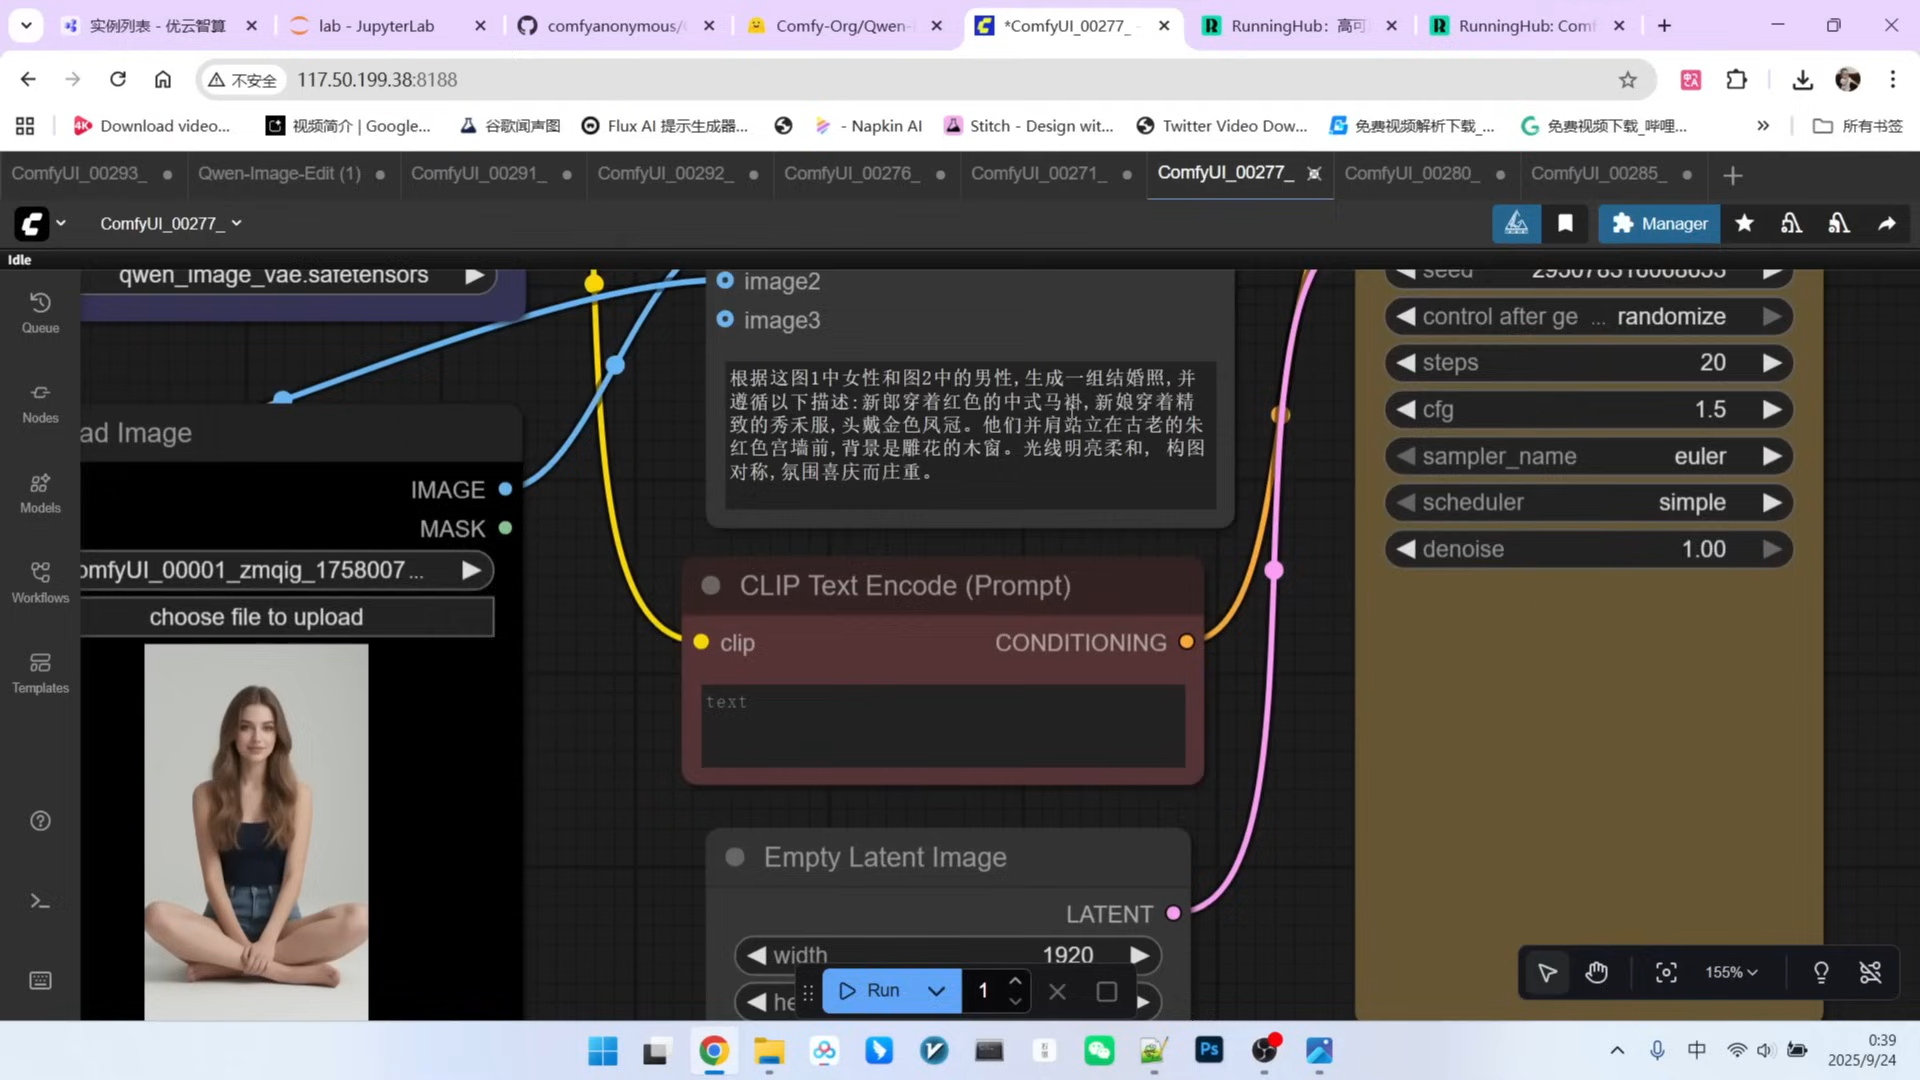 实例列表 - 优云智算
lab - JupyterLab
comfyanonymous/
Comfy-Org/Qwen-
*ComfyUI_00277_ -
RunningHub: 高可
RunningHub: Comf
不安全
117.50.199.38:8188
Download video...
视频简介 | Google...
谷歌闻声图
Flux AI 提示生成器...
- Napkin AI
Stitch - Design wit...
Twitter Video Dow...
免费视频解析下载_...
免费视频下载_哔哩...
所有书签
ComfyUI_00293_
Qwen-Image-Edit (1)
ComfyUI_00291_
ComfyUI_00292_
ComfyUI_00276_
ComfyUI_00271_
ComfyUI_00277_
ComfyUI_00280_
ComfyUI_00285_
ComfyUI_00277_
Manager
Idle
Queue
Nodes
Models
Workflows
Templates
qwen_image_vae.safetensors
image2
image3
根据这图1中女性和图2中的男性,生成一组结婚照,并
遵循以下描述:新郎穿着红色的中式马褂,新娘穿着精
致的秀禾服,头戴金色凤冠。他们并肩站立在古老的朱
红色宫墙前,背景是雕花的木窗。光线明亮柔和, 构图
对称,氛围喜庆而庄重。
ad Image
IMAGE
MASK
omfyUI_00001_zmqig_1758007...
choose file to upload
CLIP Text Encode (Prompt)
clip
CONDITIONING
text
Empty Latent Image
LATENT
width 1920
he
Run
1
seed
control after ge ... randomize
steps 20
cfg 1.5
sampler_name euler
scheduler simple
denoise 1.00
155%
Ps
中
0:39
2025/9/24